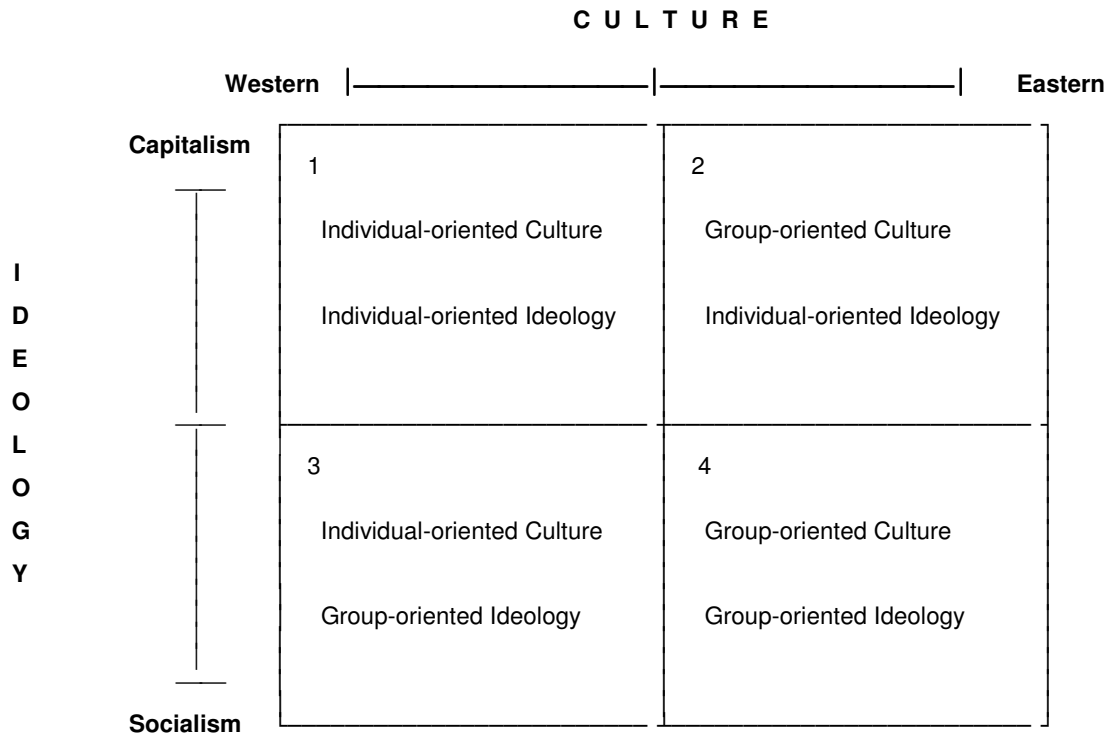 C U L T U R E
Western Eastern
Capitalism
1
Individual-oriented Culture
Individual-oriented Ideology
2
Group-oriented Culture
Individual-oriented Ideology
I
D
E
O
L
O
G
Y
3
Individual-oriented Culture
Group-oriented Ideology
4
Group-oriented Culture
Group-oriented Ideology
Socialism